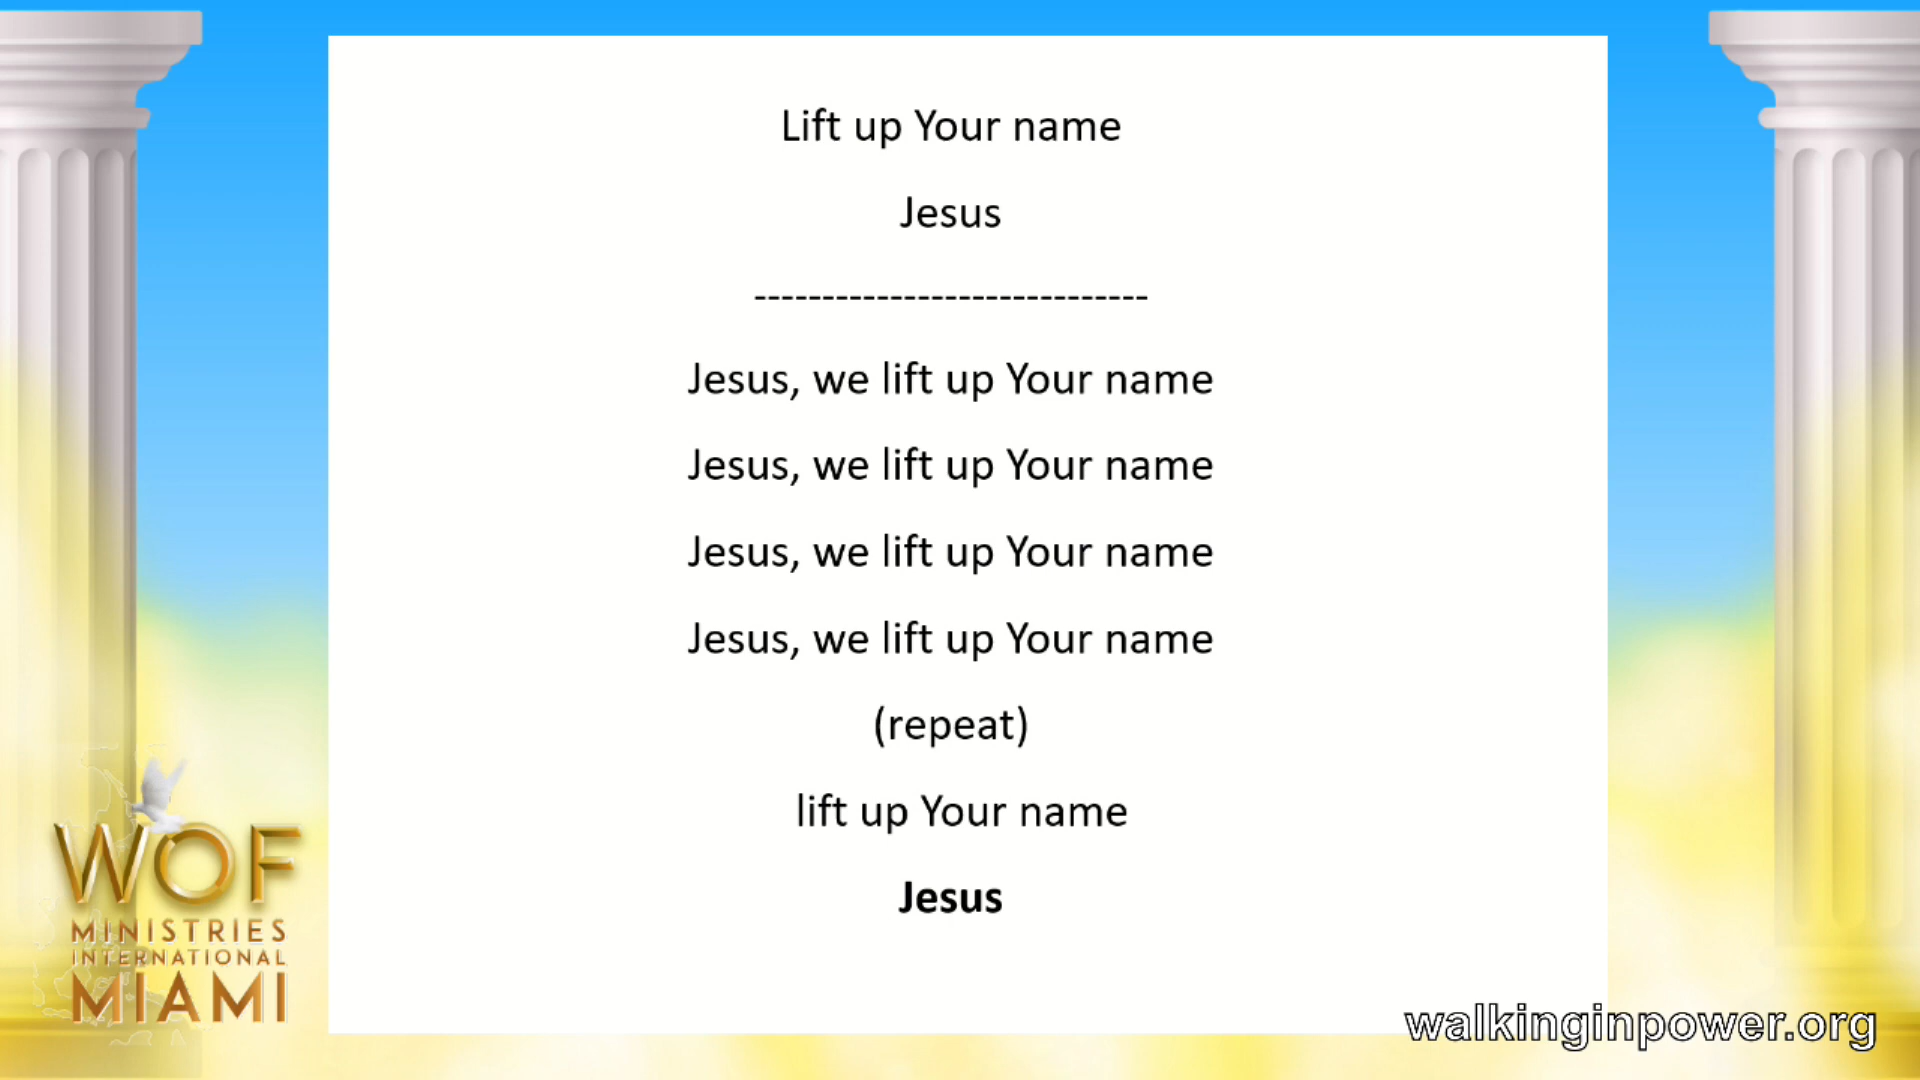 Lift up Your name
Jesus
-----------------------------
Jesus, we lift up Your name
Jesus, we lift up Your name
Jesus, we lift up Your name
Jesus, we lift up Your name
(repeat)
lift up Your name
Jesus
WOF
MINISTRIES
INTERNATIONAL
MIAMI
walkinginpower.org